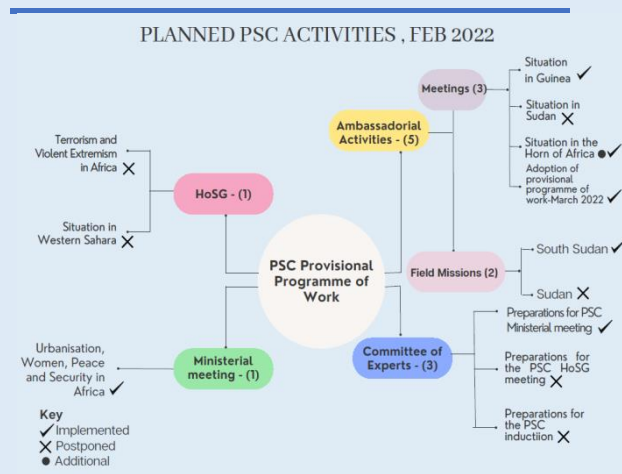 PLANNED PSC ACTIVITIES , FEB 2022
Terrorism and
Violent Extremism
in Africa ✗
Situation in
Western Sahara ✗
HoSG - (1)
Ambassadorial
Activities - (5)
Meetings (3)
Situation
in
Guinea ✓
Situation in
Sudan ✗
Situation in the
Horn of Africa ● ✓
Adoption of
provisional
programme
of
work-March 2022 ✓
PSC Provisional
Programme of
Work
Field Missions (2)
South Sudan ✓
Sudan ✗
Urbanisation,
Women, Peace
and Security in
Africa ✓
Ministerial
meeting - (1)
Committee of
Experts - (3)
Preparations for PSC
Ministerial meeting ✓
Preparations for
the PSC HoSG
meeting ✗
Preparations for
the PSC
inductiion ✗
Key
✓ Implemented
✗ Postponed
● Additional